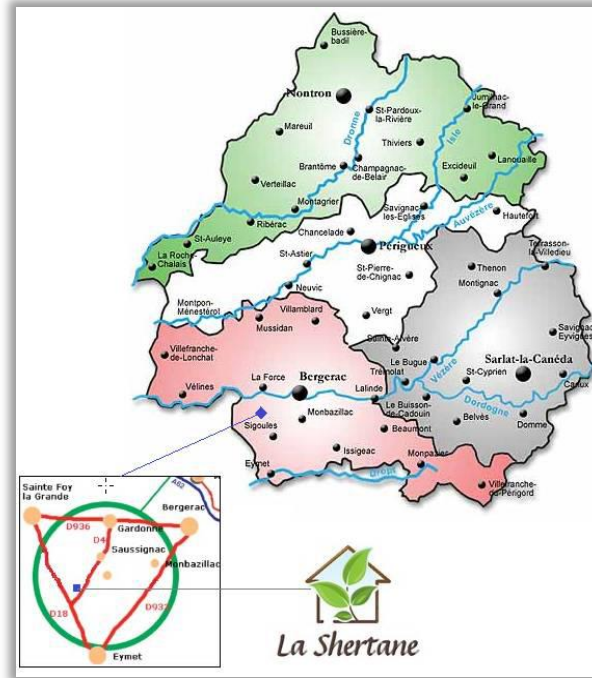 Bussière-
badil
Nontron
Jumilhac-
le-Grand
St-Pardoux-
la-Rivière
Dronne
Isle
Mareuil
Thiviers
Lanouaille
Brantôme
Champagnac-
de-Belair
Excideuil
Verteillac
Montagrier
Savignac
les-Eglises
Auvézère
Hautefort
Ribérac
Chancelade
St-Auleye
Périgueux
La Roche-
Chalais
St-Astier
St-Pierre-
de-Chignac
Thenon
Terrasson-
la-Villedieu
Neuvic
Montignac
Montpon-
Ménestérol
Villamblard
Vergt
Mussidan
Sainte-Alvère
Savignac
Eyvignes
Villefranche-
de-Lonchat
Le Bugue
Vézère
Sarlat-la-Canéda
La Force
Bergerac
Trémolat
St-Cyprien
Carlux
Vélines
Lalinde
Le Buisson-
de-Cadouin
Dordogne
Monbazillac
Belvès
Domme
Sigoules
Beaumont
Issigeac
Monpazier
Eymet
Dropt
Villefranche-
du-Périgord
Sainte Foy
la Grande
A89
Bergerac
D936
Gardonne
D4
Saussignac
Monbazillac
D18
D933
Eymet
La Shertane